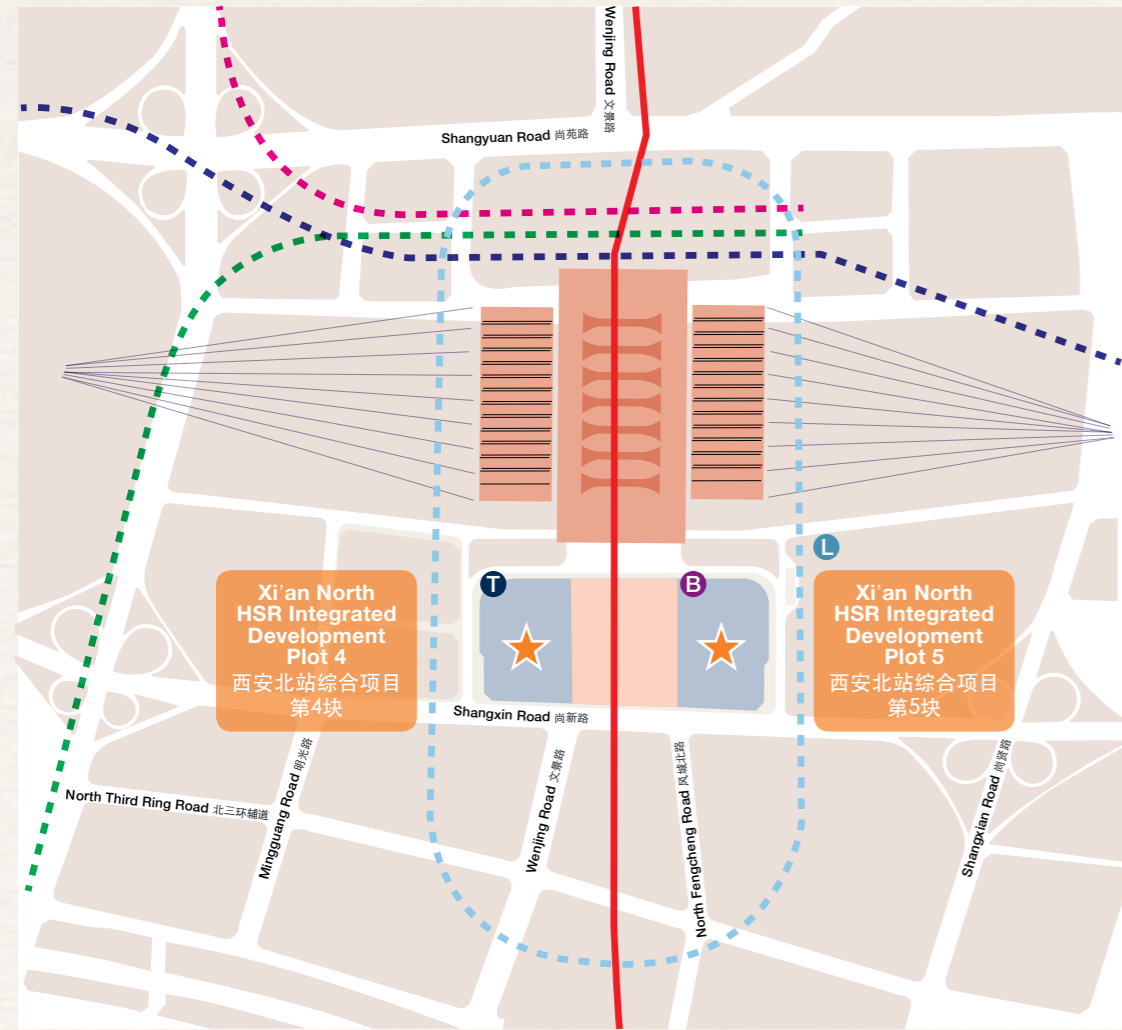 Wenjing Road 文景路
Shangyuan Road 尚苑路
L
T
B
Xi'an North
HSR Integrated
Development
Plot 4
西安北站综合项目
第4块
Xi'an North
HSR Integrated
Development
Plot 5
西安北站综合项目
第5块
Shangxin Road 尚新路
Mingguang Road 明光路
Wenjing Road 文景路
North Fengcheng Road 风城北路
Shangxian Road 尚贤路
North Third Ring Road 北三环辅道